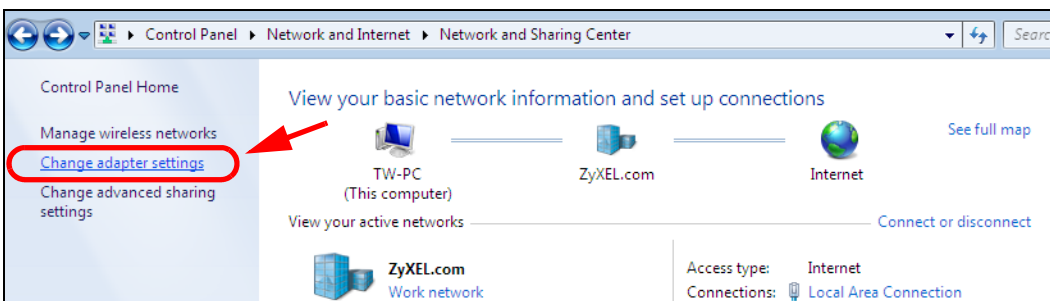 Control Panel ▸ Network and Internet ▸ Network and Sharing Center
Control Panel Home
Manage wireless networks
Change adapter settings
Change advanced sharing
settings
View your basic network information and set up connections
See full map
TW-PC
(This computer)
ZyXEL.com
Internet
View your active networks
Connect or disconnect
ZyXEL.com
Work network
Access type: Internet
Connections: Local Area Connection